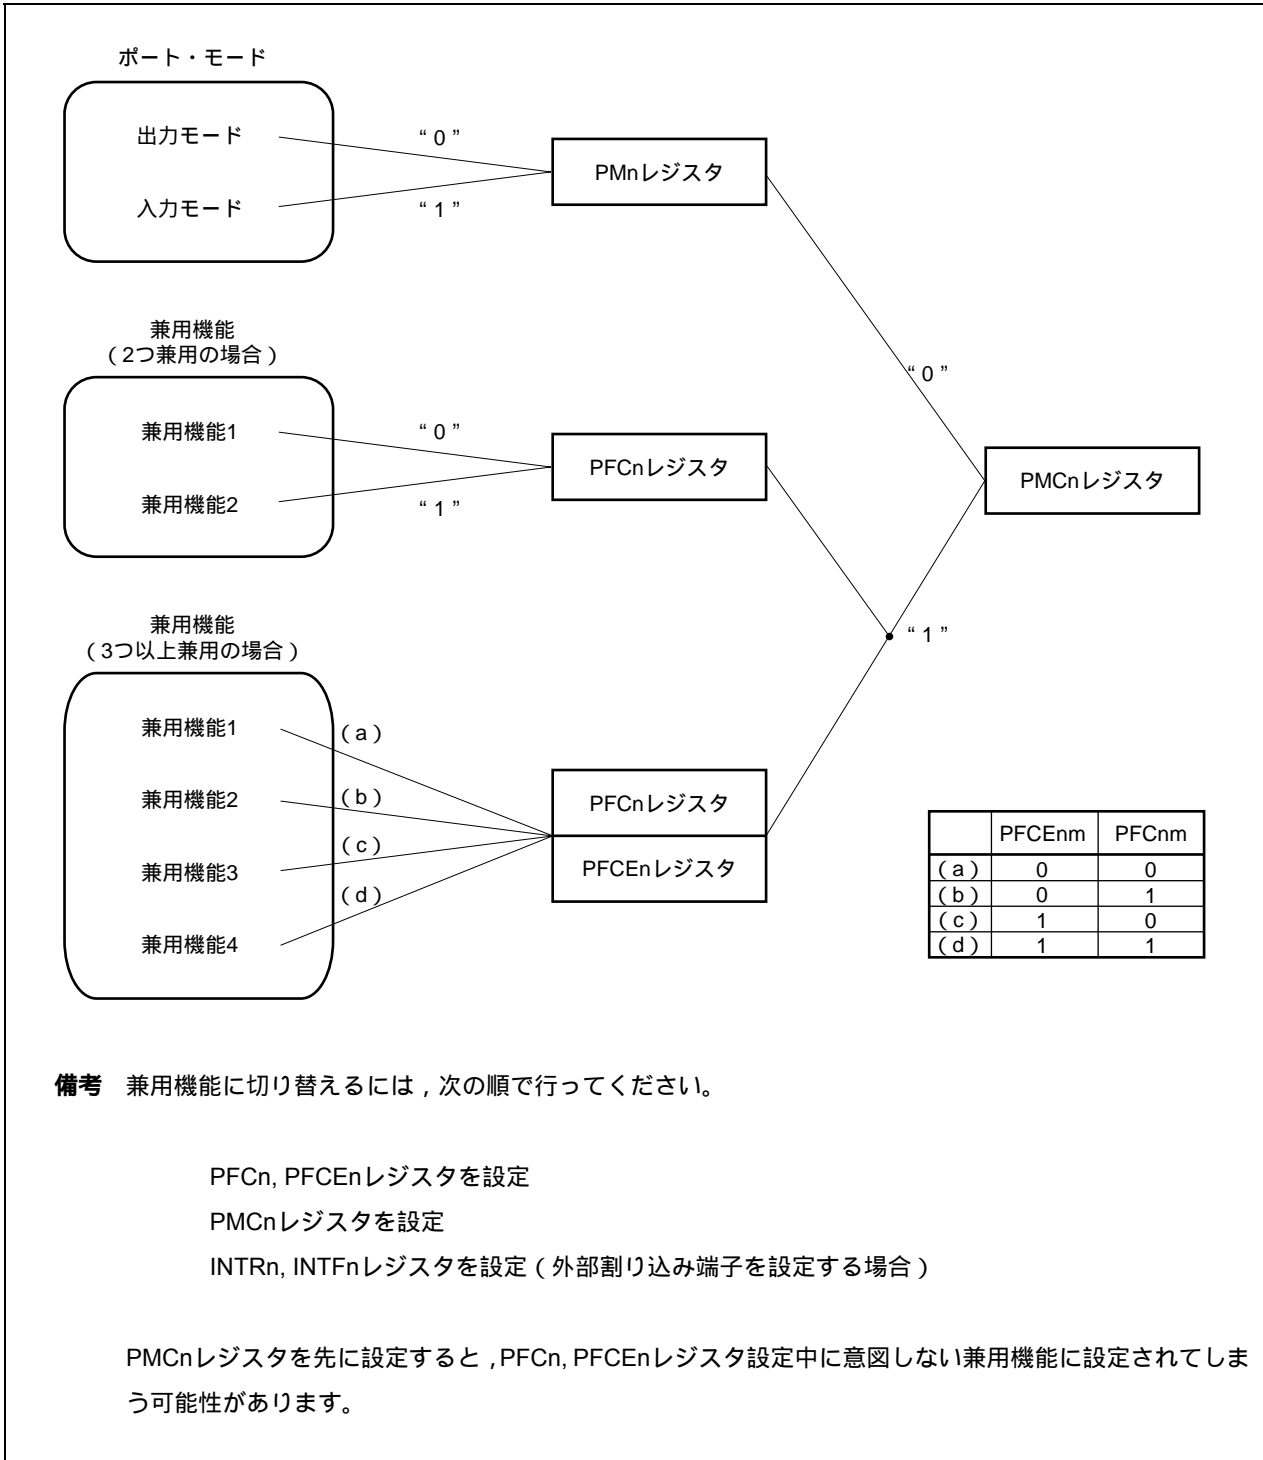 ポート・モード
出力モード
“ 0 ”
PMnレジスタ
入力モード
“ 1 ”
兼用機能
（2つ兼用の場合）
“ 0 ”
兼用機能1
“ 0 ”
PFCnレジスタ
PMCnレジスタ
兼用機能2
“ 1 ”
兼用機能
（3つ以上兼用の場合）
“ 1 ”
兼用機能1
（a）
兼用機能2
（b）
PFCnレジスタ
兼用機能3
（c）
PFCEnレジスタ
（d）
兼用機能4
PFCEnm PFCnm
（a） 0 0
（b） 0 1
（c） 1 0
（d） 1 1
備考 兼用機能に切り替えるには，次の順で行ってください。
PFCn, PFCEnレジスタを設定
PMCnレジスタを設定
INTRn, INTFnレジスタを設定（外部割り込み端子を設定する場合）
PMCnレジスタを先に設定すると，PFCn, PFCEnレジスタ設定中に意図しない兼用機能に設定されてしま
う可能性があります。